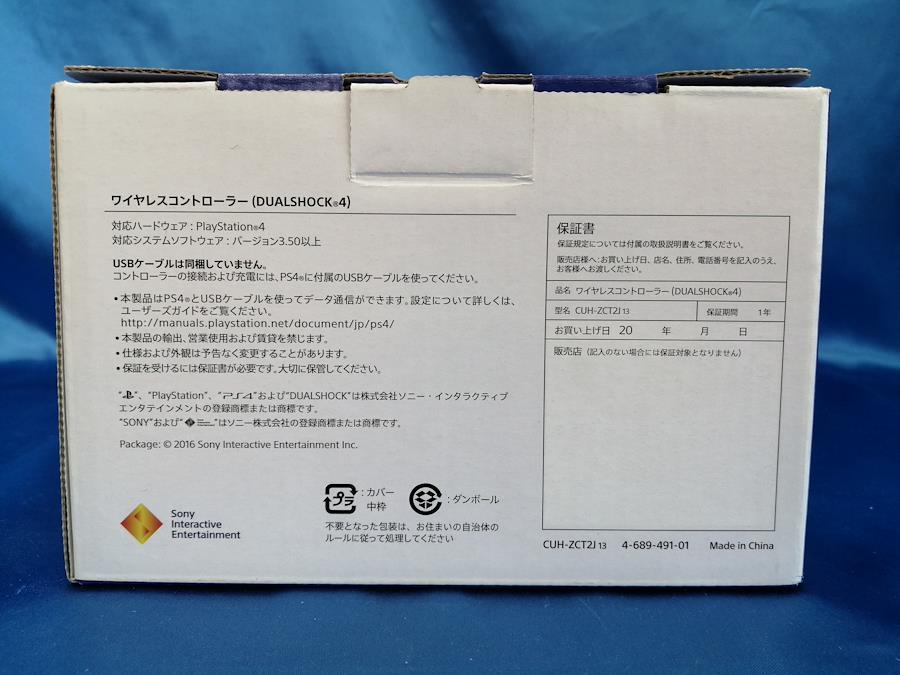 ワイヤレスコントローラー (DUALSHOCK®4)
対応ハードウェア : PlayStation®4
対応システムソフトウェア : バージョン3.50以上
USBケーブルは同梱していません。
コントローラーの接続および充電には、PS4®に付属のUSBケーブルを使ってください。
• 本製品はPS4®とUSBケーブルを使ってデータ通信ができます。設定について詳しくは、
ユーザーズガイドをご覧ください。
http://manuals.playstation.net/document/jp/ps4/
• 本製品の輸出、営業使用および賃貸を禁じます。
• 仕様および外観は予告なく変更することがあります。
• 保証を受けるには保証書が必要です。大切に保管してください。
“ ”、“PlayStation”、“PS4”および“DUALSHOCK”は株式会社ソニー・インタラクティブ
エンタテインメントの登録商標または商標です。
“SONY”および“ ”はソニー株式会社の登録商標または商標です。
Package: © 2016 Sony Interactive Entertainment Inc.
Sony
Interactive
Entertainment
プラ : カバー
中枠
: ダンボール
不要となった包装は、お住まいの自治体の
ルールに従って処理してください
保証書
保証規定については付属の取扱説明書をご覧ください。
販売店様へ:お買い上げ日、店名、住所、電話番号を記入のうえ、
お客様へお渡しください。
品名 ワイヤレスコントローラー (DUALSHOCK®4)
型名 CUH-ZCT2J 13 保証期間 1年
お買い上げ日 20 年 月 日
販売店 (記入のない場合には保証対象となりません)
CUH-ZCT2J 13 4-689-491-01 Made in China